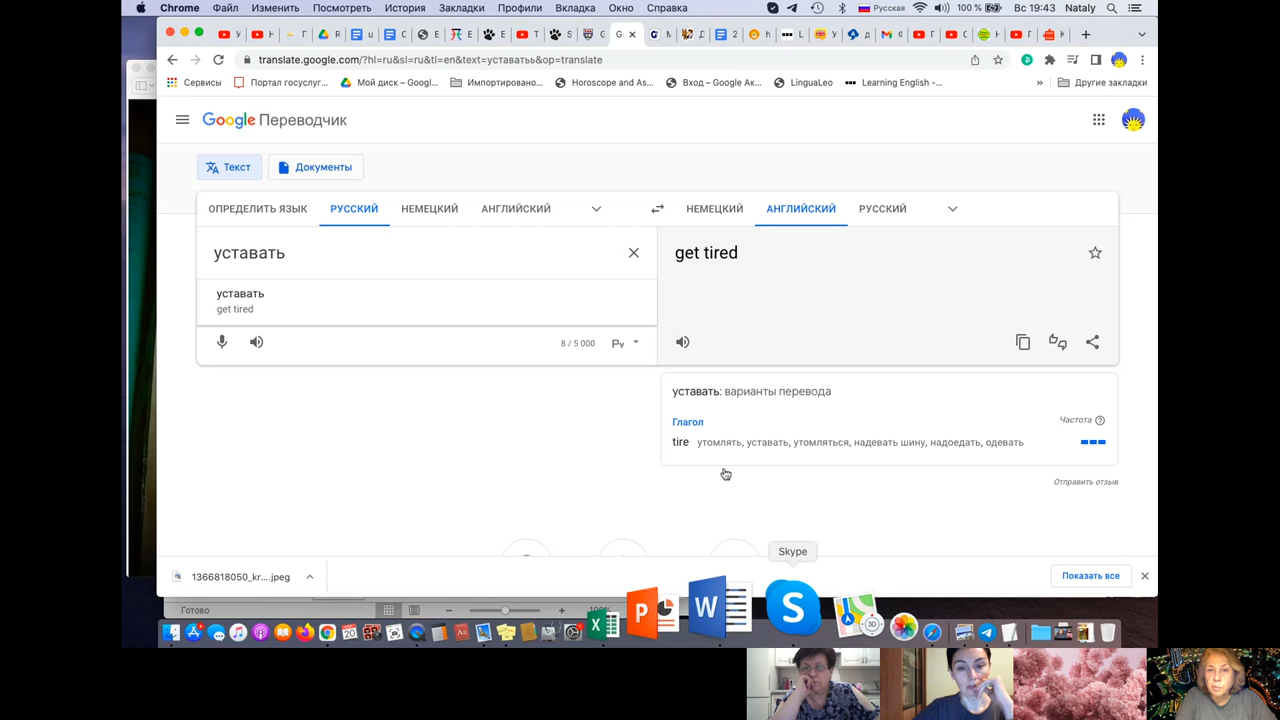 Chrome Файл Изменить Посмотреть История Закладки Профили Вкладка Окно Справка Русская 100 % Вс 19:43 Nataly
translate.google.com/?hl=ru&sl=ru&tl=en&text=уставатьь&op=translate
Сервисы Портал госуслуг... Мой диск – Googl... Импортировано... Horoscope and As... Вход – Google Ак... LinguaLeo Learning English -... » Другие закладки
Google Переводчик
Текст Документы
ОПРЕДЕЛИТЬ ЯЗЫК РУССКИЙ НЕМЕЦКИЙ АНГЛИЙСКИЙ НЕМЕЦКИЙ АНГЛИЙСКИЙ РУССКИЙ
уставать get tired
уставать
get tired
8 / 5 000
уставать: варианты перевода
Глагол Частота
tire утомлять, уставать, утомляться, надевать шину, надоедать, одевать
Отправить отзыв
Skype
1366818050_kr....jpeg Показать все
Готово